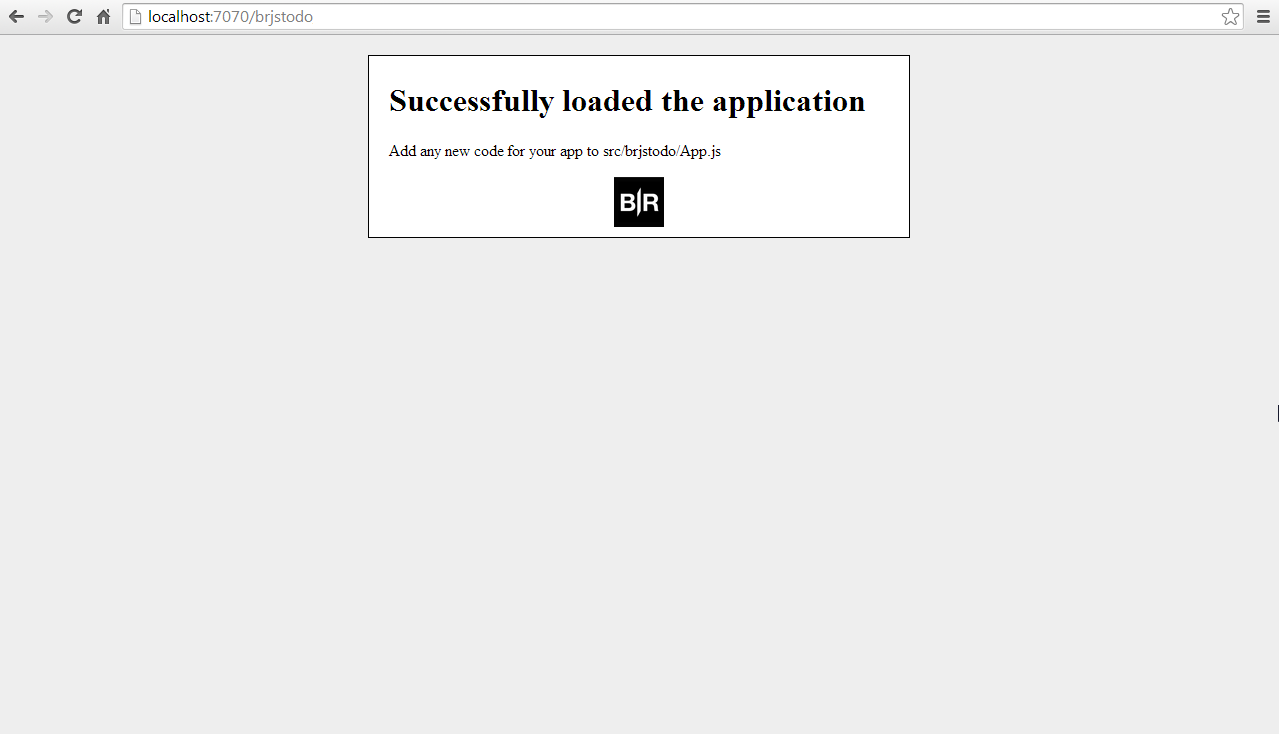 localhost:7070/brjstodo
Successfully loaded the application
Add any new code for your app to src/brjstodo/App.js
B|R